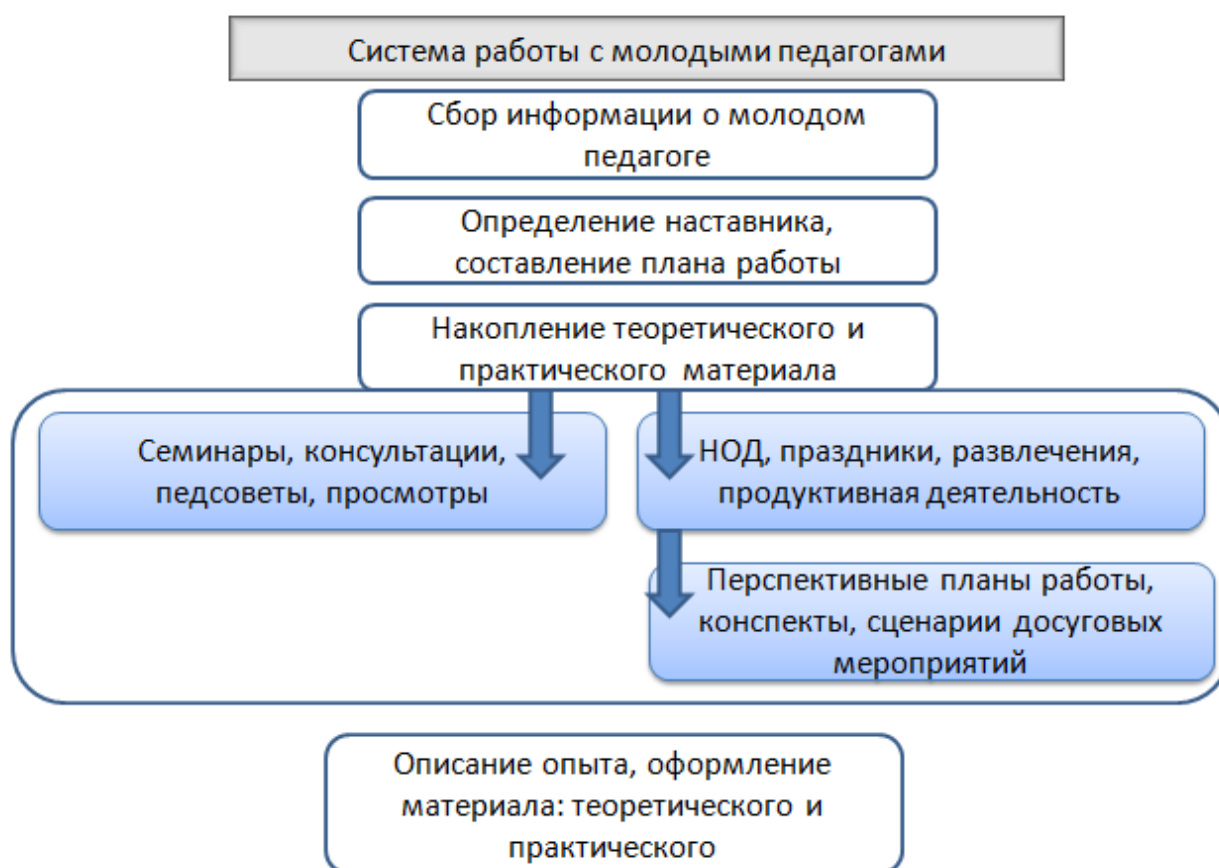 Система работы с молодыми педагогами
Сбор информации о молодом
педагоге
Определение наставника,
составление плана работы
Накопление теоретического и
практического материала
Семинары, консультации,
педсоветы, просмотры
НОД, праздники, развлечения,
продуктивная деятельность
Перспективные планы работы,
конспекты, сценарии досуговых
мероприятий
Описание опыта, оформление
материала: теоретического и
практического